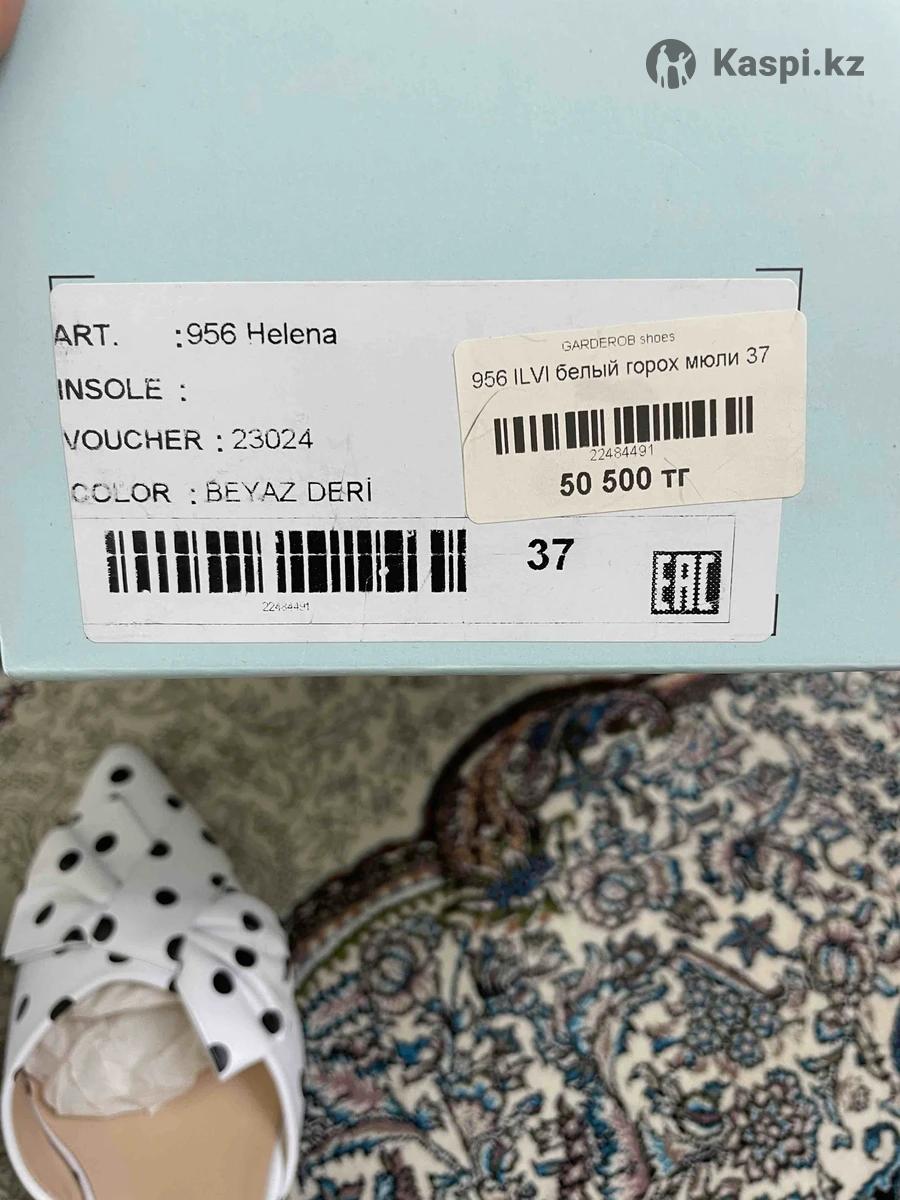 Kaspi.kz
ART. :956 Helena
INSOLE :
VOUCHER : 23024
COLOR : BEYAZ DERİ
22484491
37
EAC
GARDEROB shoes
956 ILVI белый горох мюли 37
22484491
50 500 тг